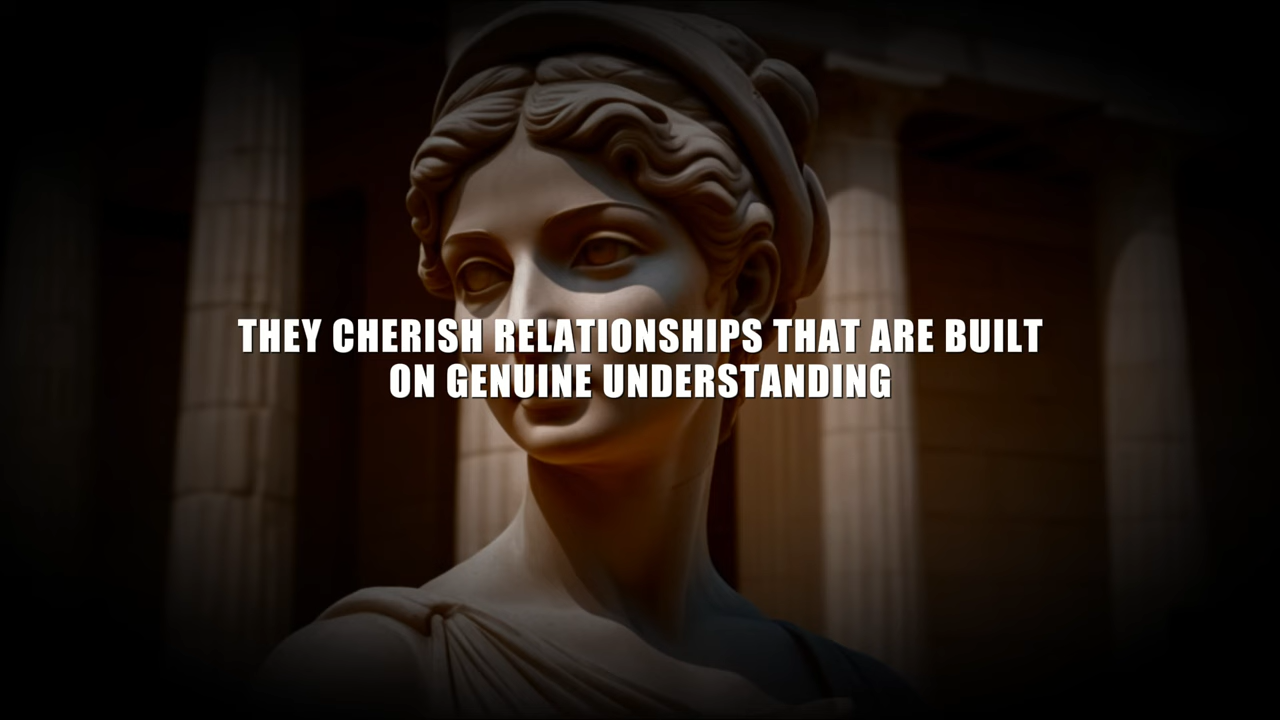 THEY CHERISH RELATIONSHIPS THAT ARE BUILT
ON GENUINE UNDERSTANDING